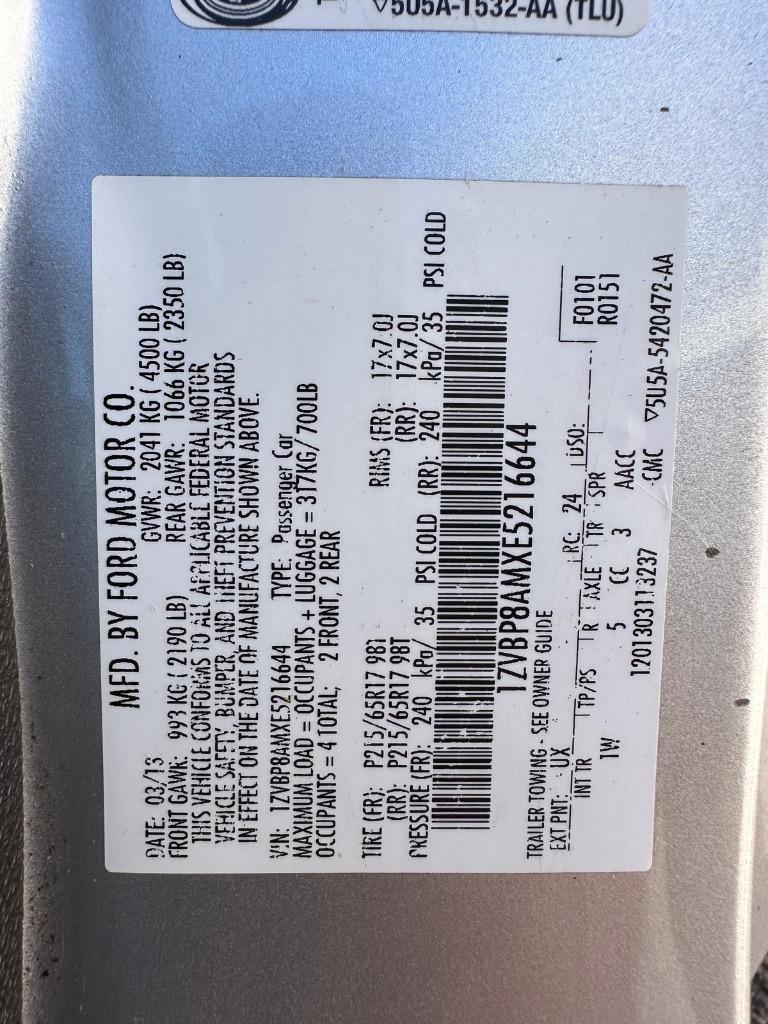 ▽5U5A-1532-AA (TLU)
MFD. BY FORD MOTOR CO.
DATE: 03/13 GVWR: 2041 KG ( 4500 LB)
FRONT GAWR: 993 KG ( 2190 LB) REAR GAWR: 1066 KG ( 2350 LB)
THIS VEHICLE CONFORMS TO ALL APPLICABLE FEDERAL MOTOR
VEHICLE SAFETY, BUMPER, AND THEFT PREVENTION STANDARDS
IN EFFECT ON THE DATE OF MANUFACTURE SHOWN ABOVE.
VIN: 1ZVBP8AMXE5216644 TYPE: Passenger Car
MAXIMUM LOAD = OCCUPANTS + LUGGAGE = 317KG/700LB
OCCUPANTS = 4 TOTAL; 2 FRONT, 2 REAR
TIRE (FR): P215/65R17 98T RIMS (FR): 17x7.0J
(RR): P215/65R17 98T (RR): 17x7.0J
PRESSURE (FR): 240 kPa/ 35 PSI COLD (RR): 240 kPa/ 35 PSI COLD
1ZVBP8AMXE5216644
TRAILER TOWING - SEE OWNER GUIDE
EXT PNT: UX RC: 24 DSO: F0101
R0151
INT TR TP/PS R AXLE TR SPR
1W 5 CC 3 AACC
1201303113237 CMC ▽5U5A-5420472-AA